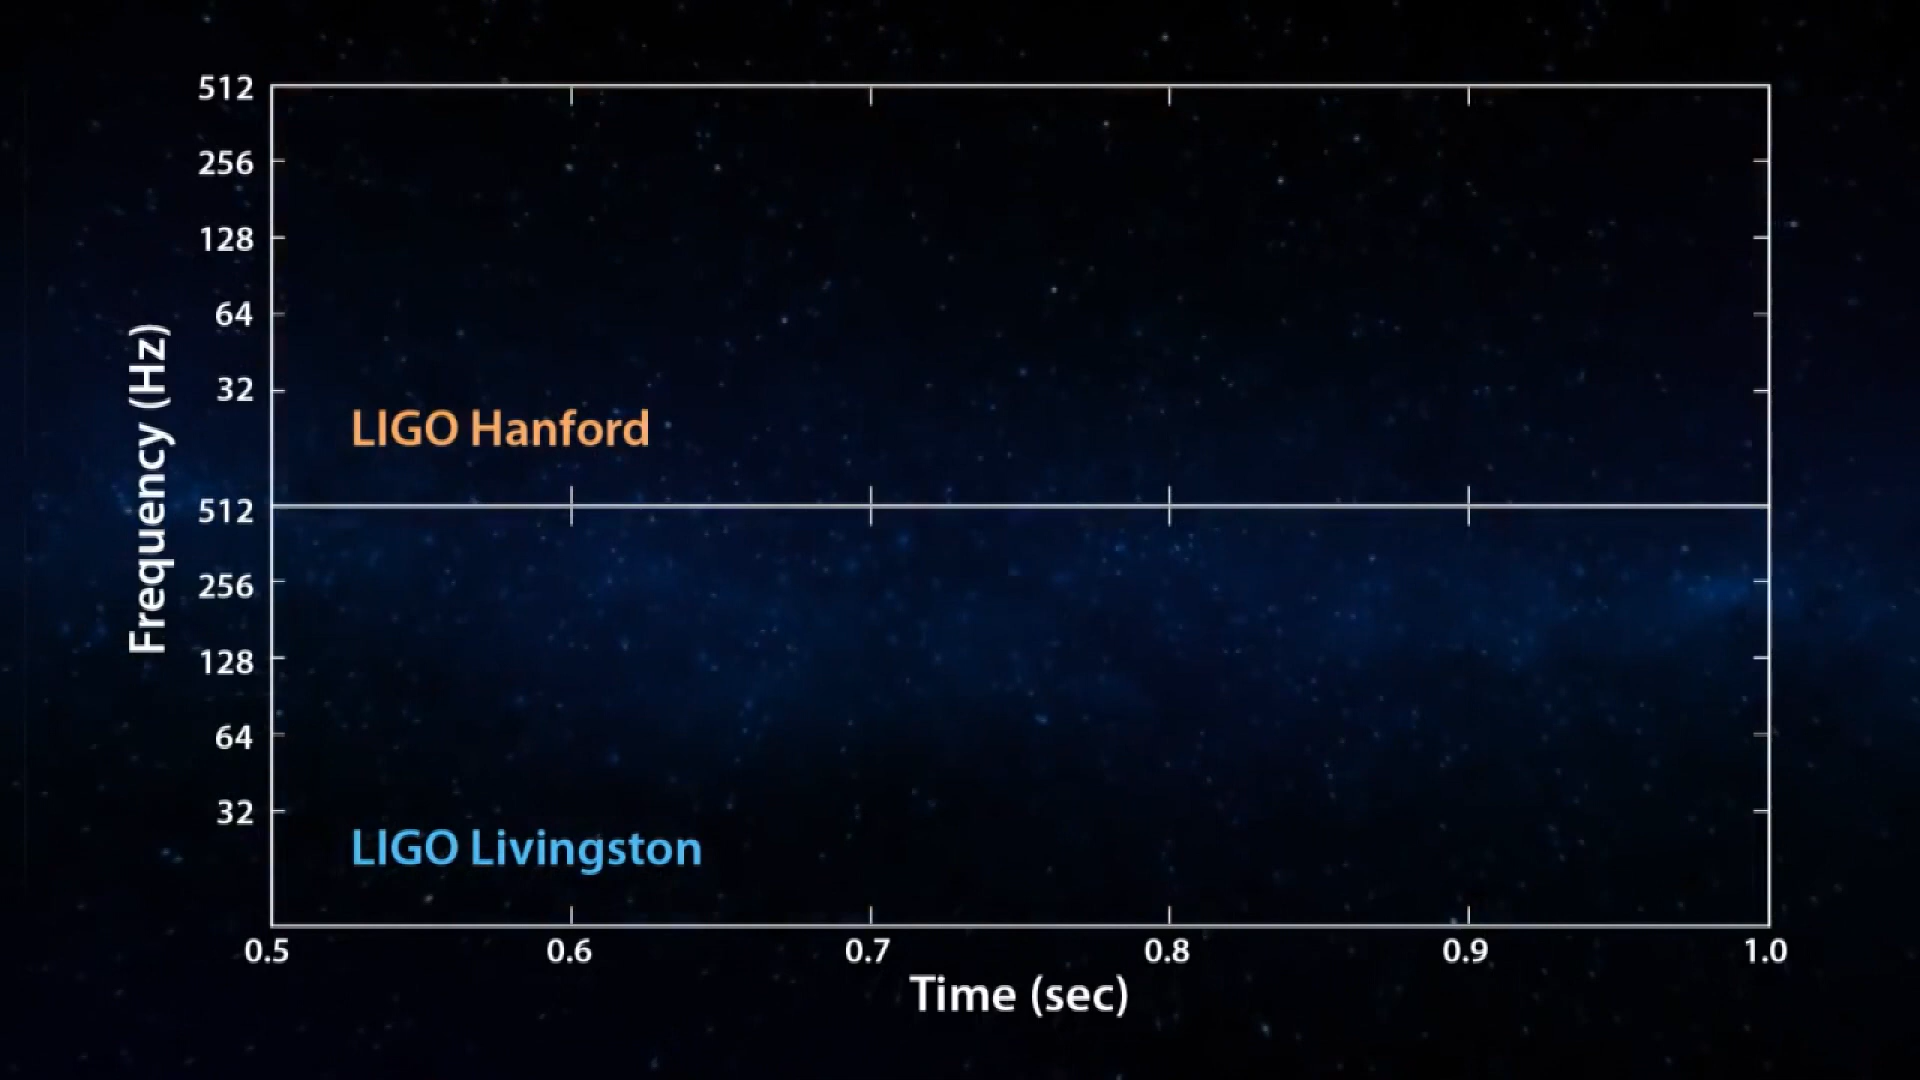 512
256
128
64
32
LIGO Hanford
Frequency (Hz)
512
256
128
64
32
LIGO Livingston
0.5 0.6 0.7 0.8 0.9 1.0
Time (sec)